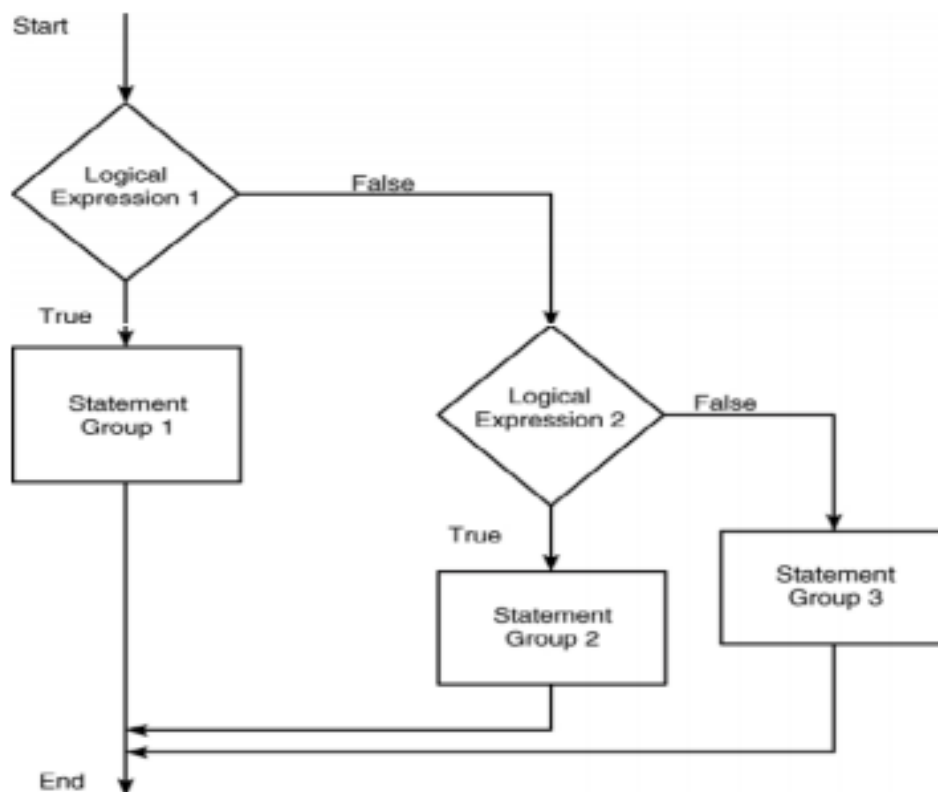 Start
Logical
Expression 1
False
True
Statement
Group 1
Logical
Expression 2
False
True
Statement
Group 2
Statement
Group 3
End